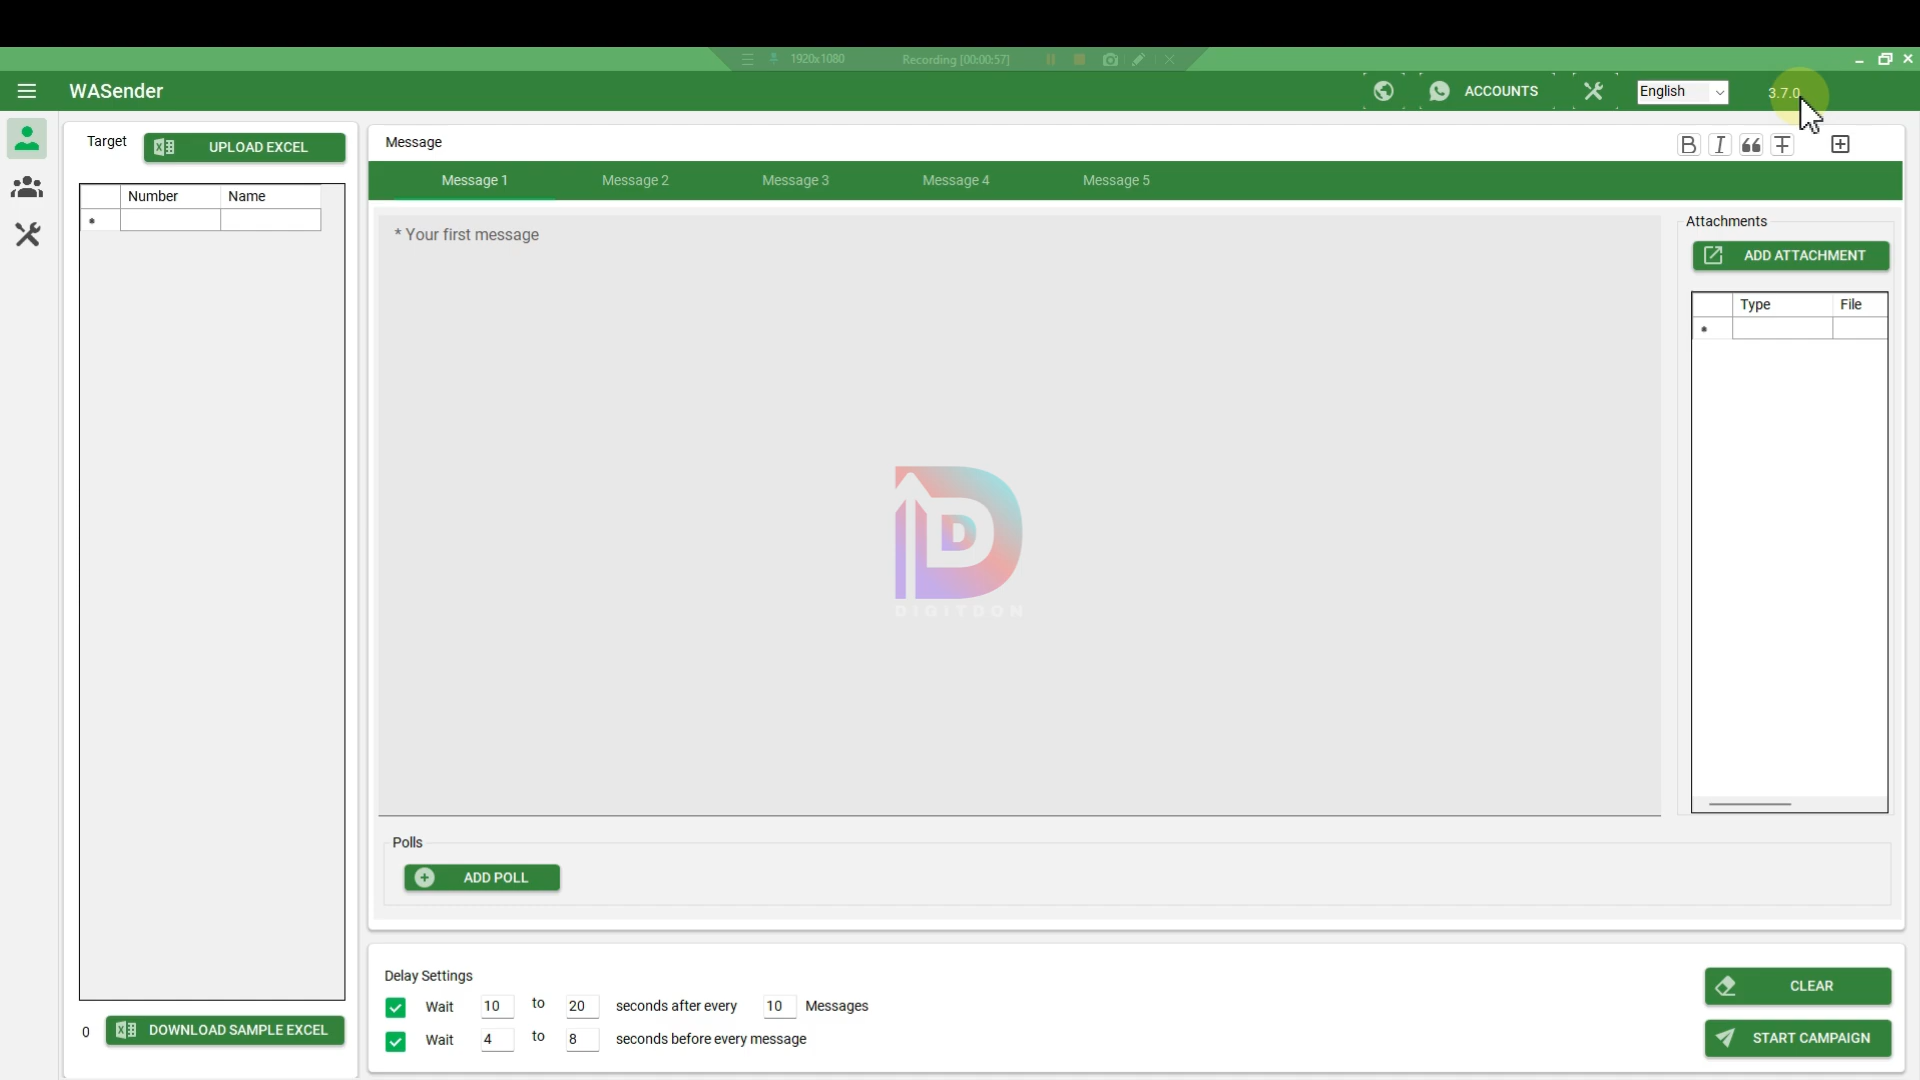 1920x1080 Recording [00:00:57]
WASender
ACCOUNTS
English
3.7.0
Target
UPLOAD EXCEL
Number Name
*
0
DOWNLOAD SAMPLE EXCEL
Message
B I
Message 1 Message 2 Message 3 Message 4 Message 5
* Your first message
DIGITDON
Attachments
ADD ATTACHMENT
Type File
*
Polls
ADD POLL
Delay Settings
Wait 10 to 20 seconds after every 10 Messages
Wait 4 to 8 seconds before every message
CLEAR
START CAMPAIGN